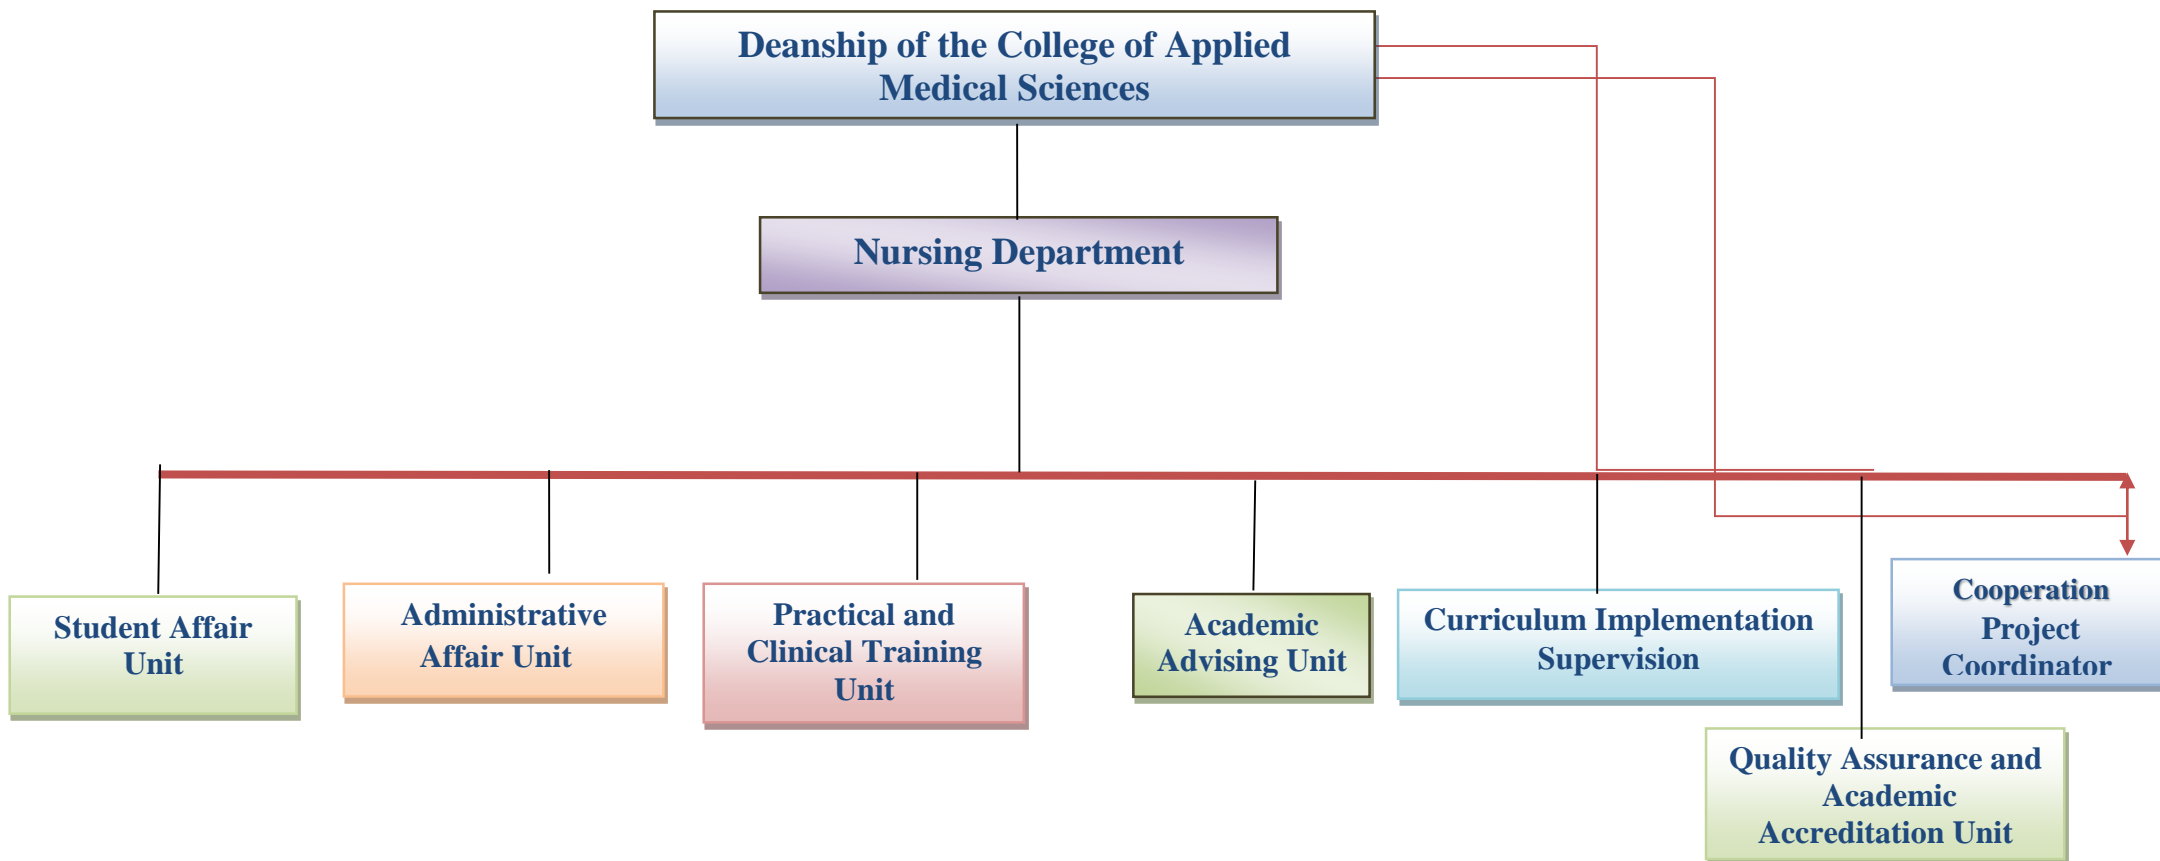 Deanship of the College of Applied
Medical Sciences
Nursing Department
Student Affair
Unit
Administrative
Affair Unit
Practical and
Clinical Training
Unit
Academic
Advising Unit
Curriculum Implementation
Supervision
Cooperation
Project
Coordinator
Quality Assurance and
Academic
Accreditation Unit